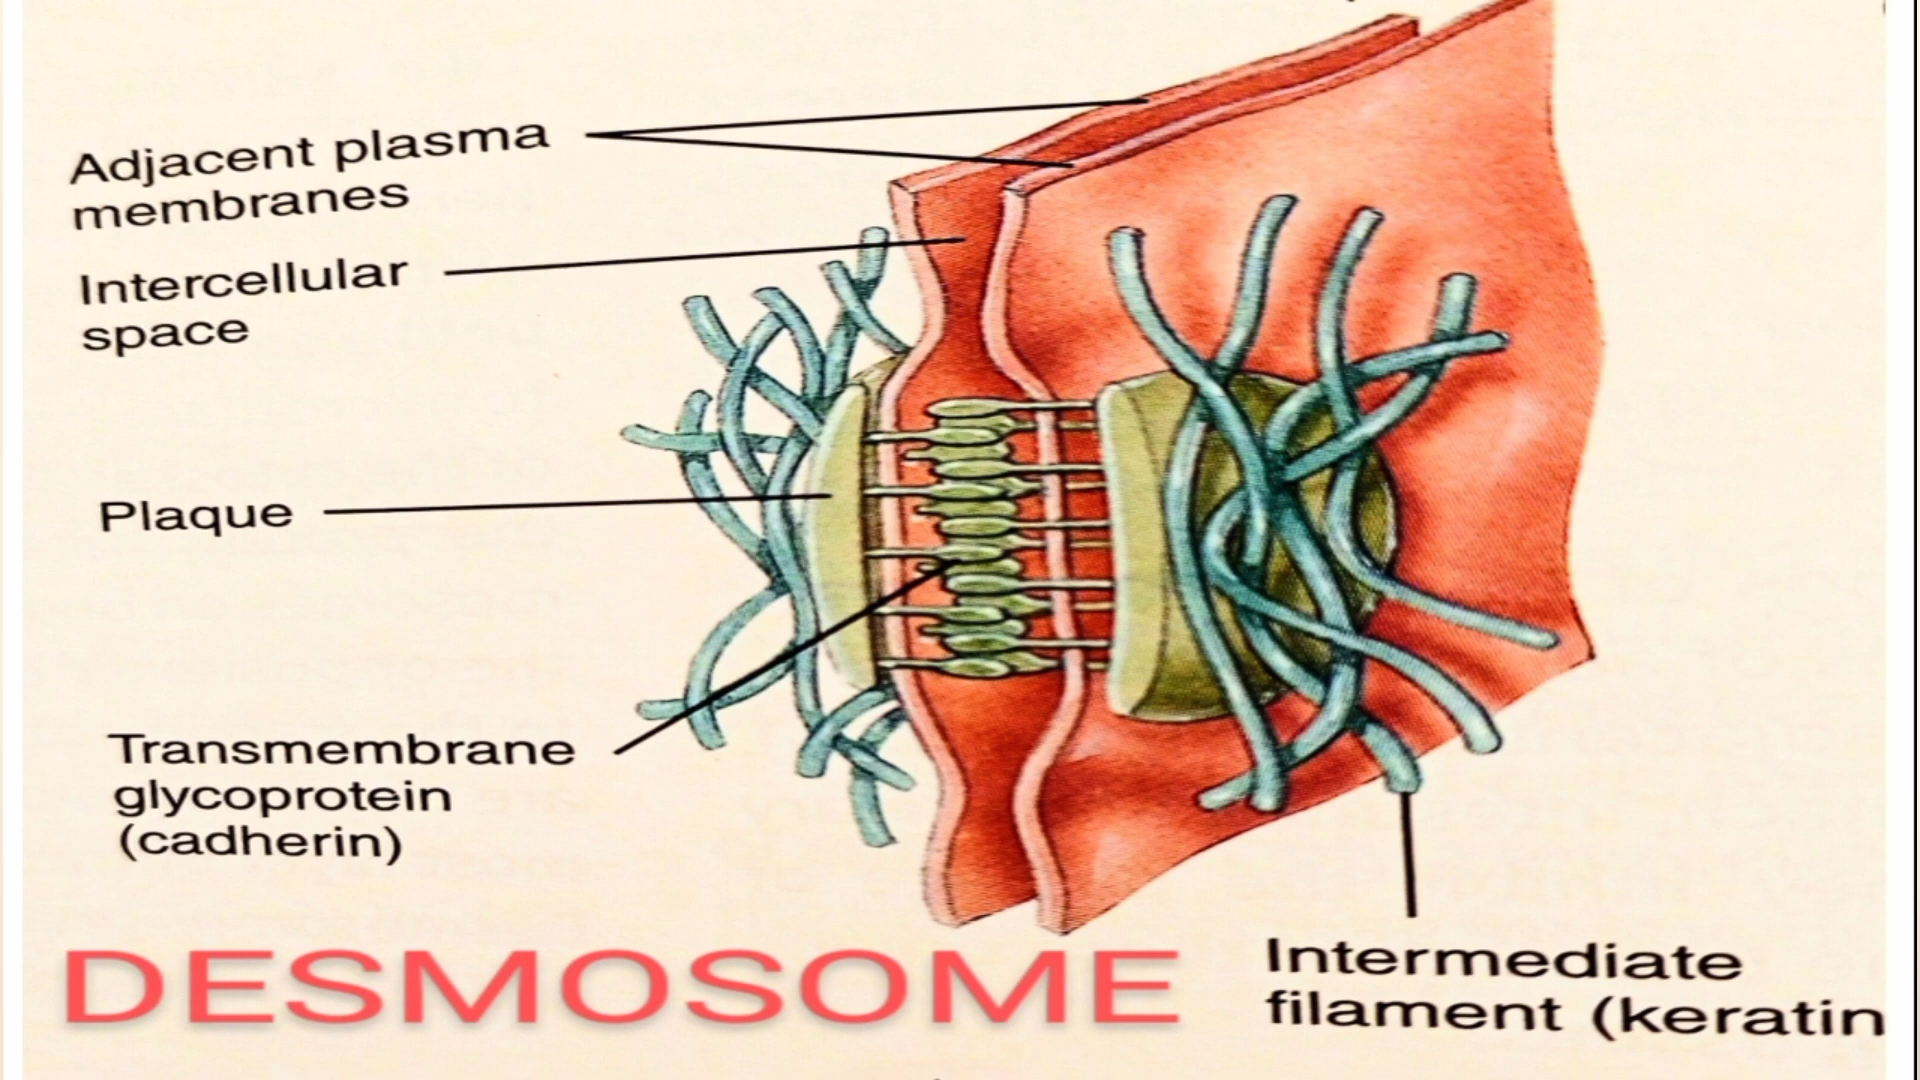 Adjacent plasma
membranes
Intercellular
space
Plaque
Transmembrane
glycoprotein
(cadherin)
DESMOSOME
Intermediate
filament (keratin